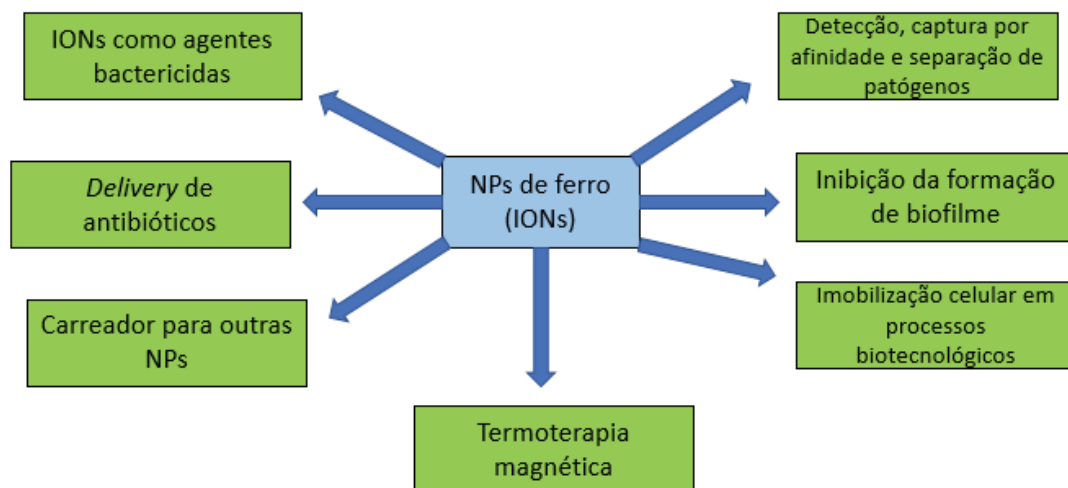 IONs como agentes
bactericidas
Detecção, captura por
afinidade e separação de
patógenos
NPs de ferro
(IONs)
Delivery de
antibióticos
Inibição da formação
de biofilme
Carreador para outras
NPs
Imobilização celular em
processos
biotecnológicos
Termoterapia
magnética